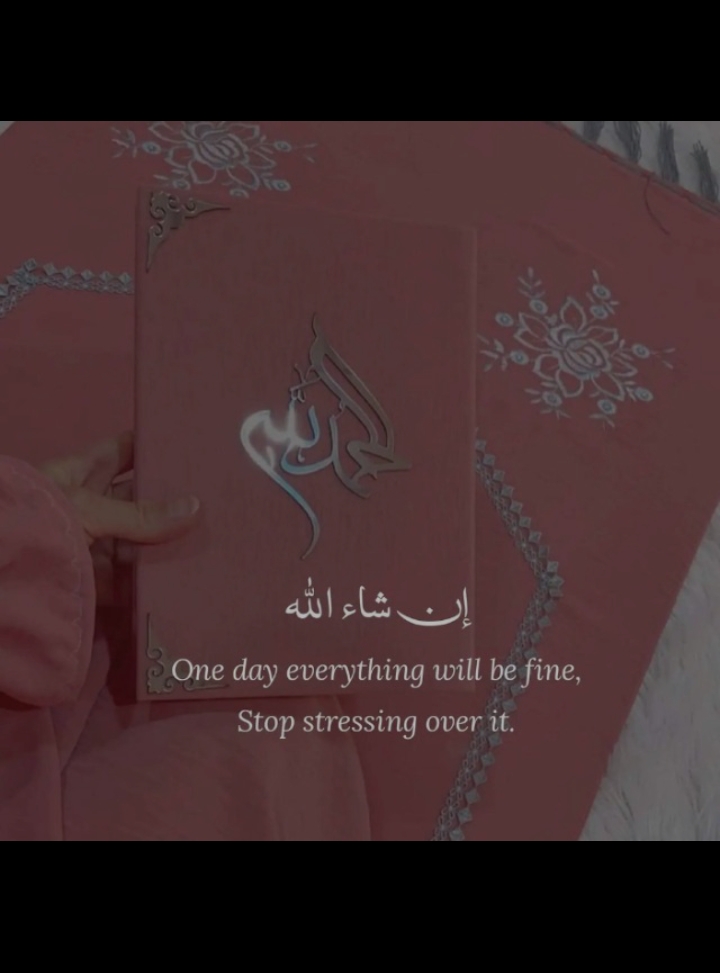 الحمد لله
إن شاء الله
One day everything will be fine,
Stop stressing over it.